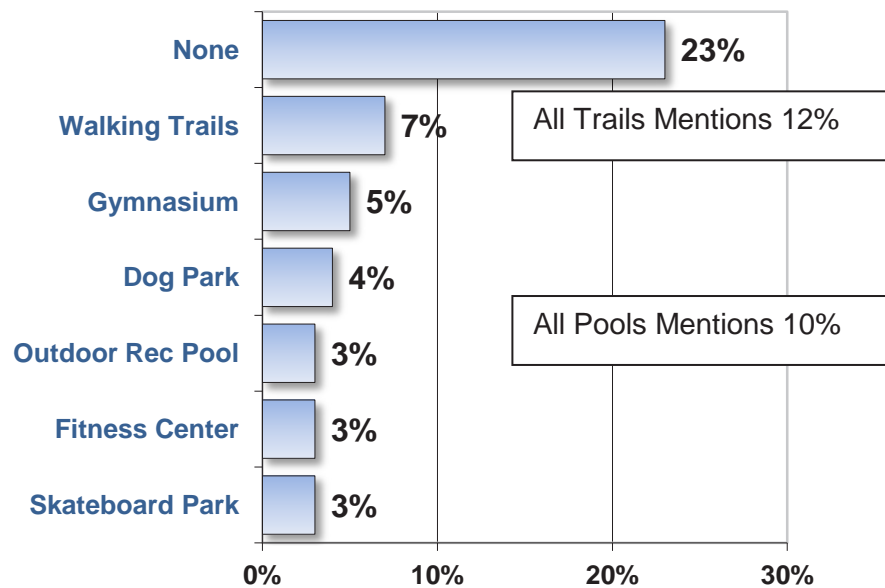 None 23%
Walking Trails 7%
All Trails Mentions 12%
Gymnasium 5%
Dog Park 4%
All Pools Mentions 10%
Outdoor Rec Pool 3%
Fitness Center 3%
Skateboard Park 3%
0% 10% 20% 30%